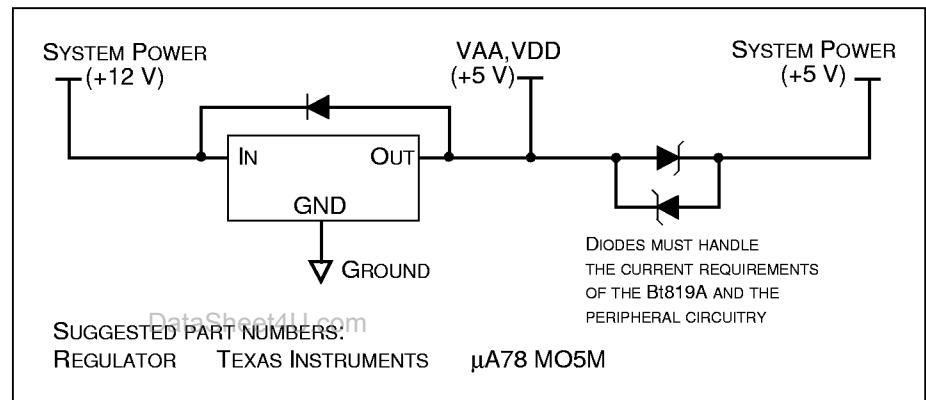 SYSTEM POWER
(+12 V)
VAA,VDD
(+5 V)
SYSTEM POWER
(+5 V)
IN
OUT
GND
GROUND
DIODES MUST HANDLE
THE CURRENT REQUIREMENTS
OF THE Bt819A AND THE
PERIPHERAL CIRCUITRY
DataSheet4U.com
SUGGESTED PART NUMBERS:
REGULATOR TEXAS INSTRUMENTS µA78 MO5M